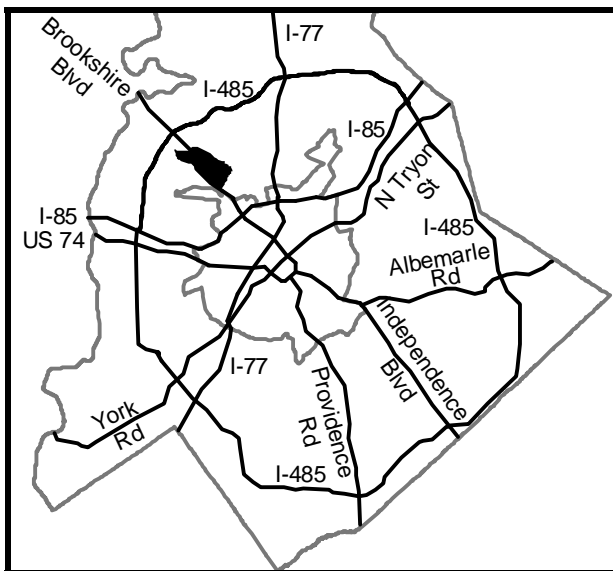 I-77
Brookshire
Blvd
I-485
I-85
N Tryon
St
I-85
US 74
I-485
Albemarle
Rd
Independence
Blvd
I-77
Providence
Rd
York
Rd
I-485